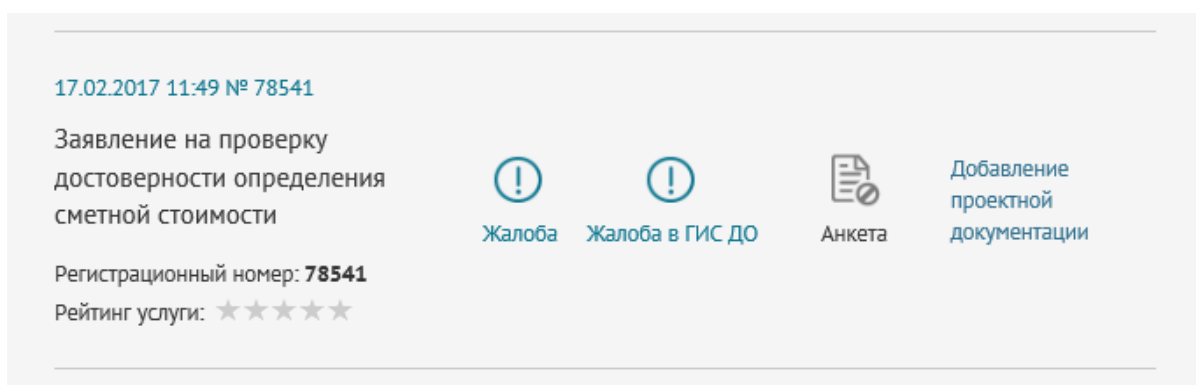 17.02.2017 11:49 № 78541
Заявление на проверку
достоверности определения
сметной стоимости
Жалоба
Жалоба в ГИС ДО
Анкета
Добавление
проектной
документации
Регистрационный номер: 78541
Рейтинг услуги: